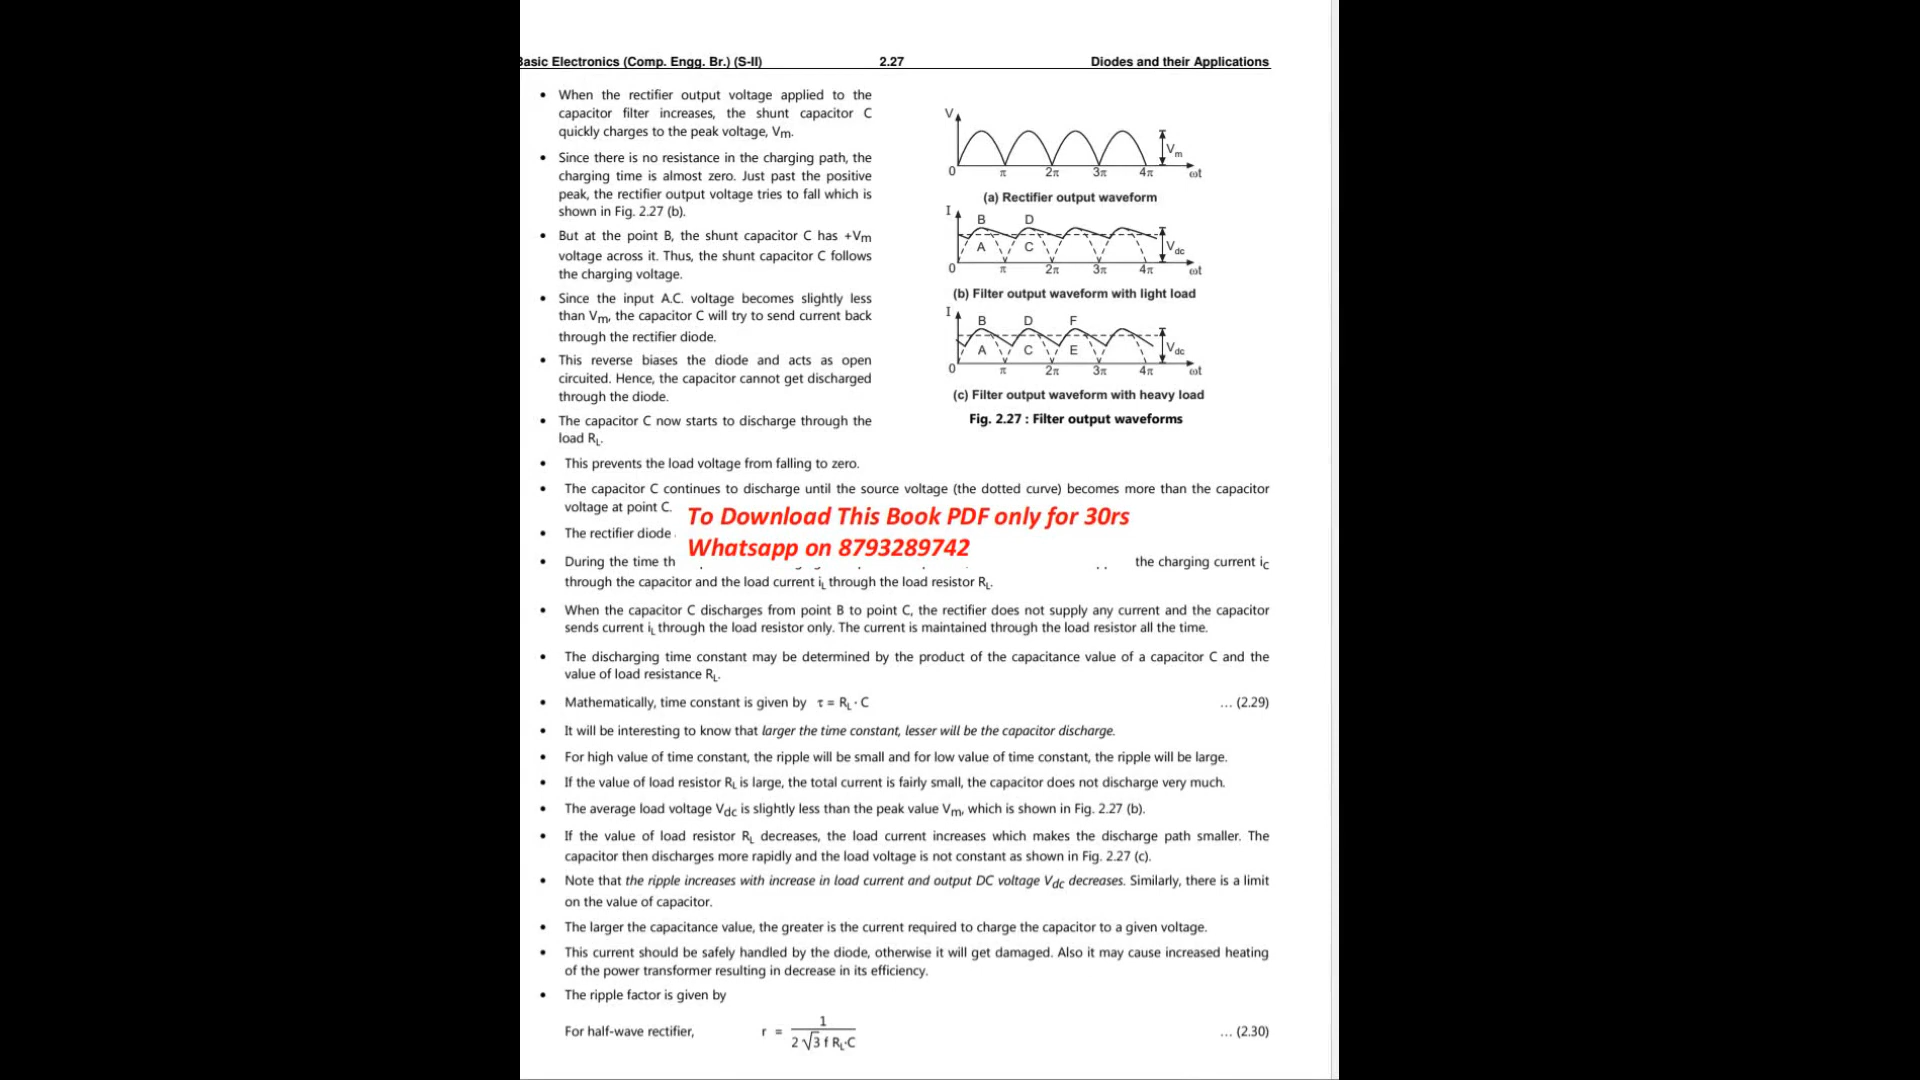 Basic Electronics (Comp. Engg. Br.) (S-II) 2.27 Diodes and their Applications
• When the rectifier output voltage applied to the
capacitor filter increases, the shunt capacitor C
quickly charges to the peak voltage, Vm.
• Since there is no resistance in the charging path, the
charging time is almost zero. Just past the positive
peak, the rectifier output voltage tries to fall which is
shown in Fig. 2.27 (b).
• But at the point B, the shunt capacitor C has +Vm
voltage across it. Thus, the shunt capacitor C follows
the charging voltage.
• Since the input A.C. voltage becomes slightly less
than Vm, the capacitor C will try to send current back
through the rectifier diode.
• This reverse biases the diode and acts as open
circuited. Hence, the capacitor cannot get discharged
through the diode.
• The capacitor C now starts to discharge through the
load RL.
V
Vm
0 π 2π 3π 4π ωt
(a) Rectifier output waveform
I
B D
A C Vdc
0 π 2π 3π 4π ωt
(b) Filter output waveform with light load
I
B D F
A C E Vdc
0 π 2π 3π 4π ωt
(c) Filter output waveform with heavy load
Fig. 2.27 : Filter output waveforms
• This prevents the load voltage from falling to zero.
• The capacitor C continues to discharge until the source voltage (the dotted curve) becomes more than the capacitor
voltage at point C.
To Download This Book PDF only for 30rs
• The rectifier diode
Whatsapp on 8793289742
• During the time th the charging current iC
through the capacitor and the load current iL through the load resistor RL.
• When the capacitor C discharges from point B to point C, the rectifier does not supply any current and the capacitor
sends current iL through the load resistor only. The current is maintained through the load resistor all the time.
• The discharging time constant may be determined by the product of the capacitance value of a capacitor C and the
value of load resistance RL.
• Mathematically, time constant is given by τ = RL · C ... (2.29)
• It will be interesting to know that larger the time constant, lesser will be the capacitor discharge.
• For high value of time constant, the ripple will be small and for low value of time constant, the ripple will be large.
• If the value of load resistor RL is large, the total current is fairly small, the capacitor does not discharge very much.
• The average load voltage Vdc is slightly less than the peak value Vm, which is shown in Fig. 2.27 (b).
• If the value of load resistor RL decreases, the load current increases which makes the discharge path smaller. The
capacitor then discharges more rapidly and the load voltage is not constant as shown in Fig. 2.27 (c).
• Note that the ripple increases with increase in load current and output DC voltage Vdc decreases. Similarly, there is a limit
on the value of capacitor.
• The larger the capacitance value, the greater is the current required to charge the capacitor to a given voltage.
• This current should be safely handled by the diode, otherwise it will get damaged. Also it may cause increased heating
of the power transformer resulting in decrease in its efficiency.
• The ripple factor is given by
For half-wave rectifier, r = 1 / 2 √3 f RL·C ... (2.30)